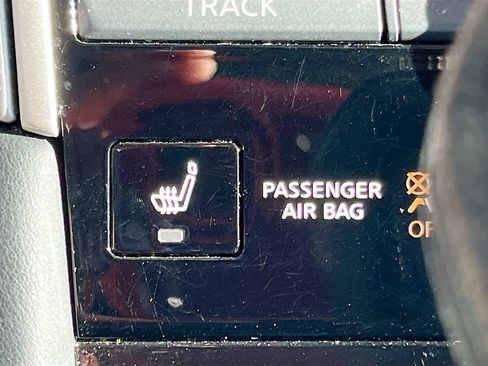 TRACK
PASSENGER
AIR BAG
OF